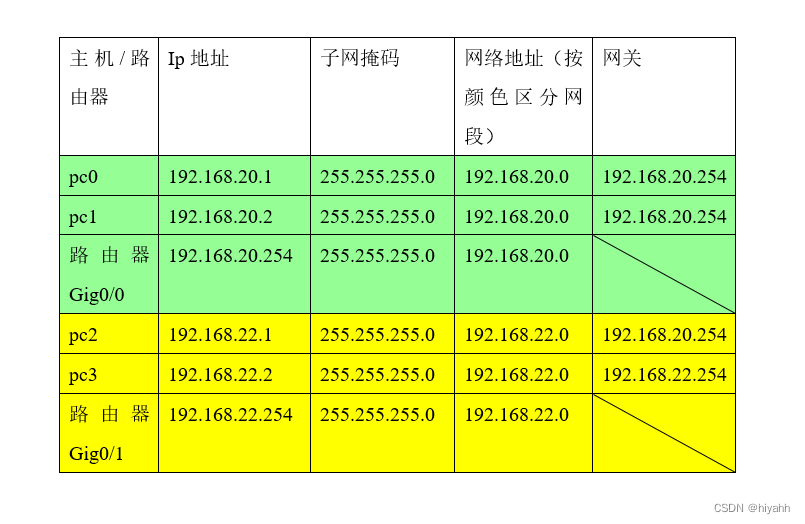 主机/路由器 Ip 地址 子网掩码 网络地址（按颜色区分网段） 网关
pc0 192.168.20.1 255.255.255.0 192.168.20.0 192.168.20.254
pc1 192.168.20.2 255.255.255.0 192.168.20.0 192.168.20.254
路由器 Gig0/0 192.168.20.254 255.255.255.0 192.168.20.0
pc2 192.168.22.1 255.255.255.0 192.168.22.0 192.168.20.254
pc3 192.168.22.2 255.255.255.0 192.168.22.0 192.168.22.254
路由器 Gig0/1 192.168.22.254 255.255.255.0 192.168.22.0
CSDN @hiyahh